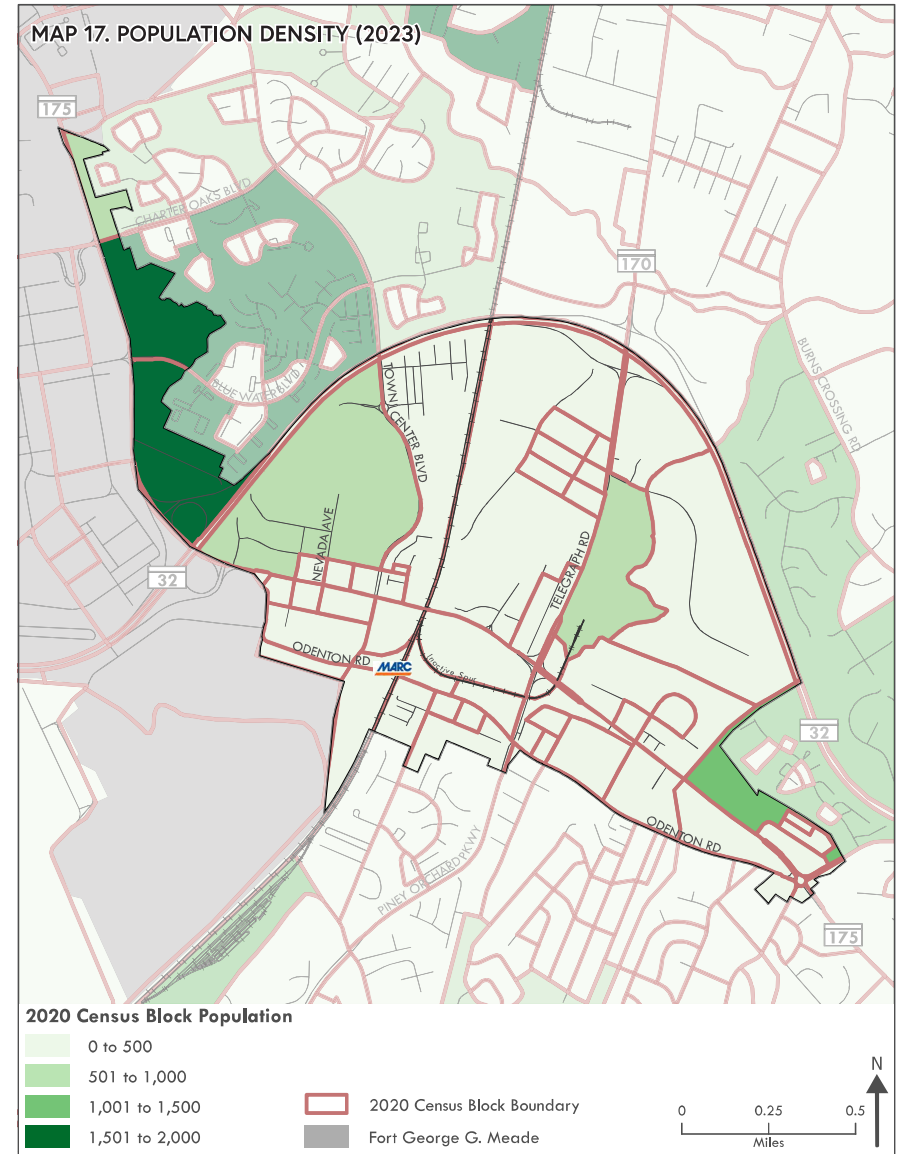 MAP 17. POPULATION DENSITY (2023)
175
CHARTER OAKS BLVD
170
BURNS CROSSING RD
BLUE WATER BLVD
TOWN CENTER BLVD
NEVADA AVE
TELEGRAPH RD
32
ODENTON RD
MARC
Inactive Spur
32
ODENTON RD
PINEY ORCHARD PKWY
175
2020 Census Block Population
0 to 500
501 to 1,000
1,001 to 1,500
1,501 to 2,000
2020 Census Block Boundary
Fort George G. Meade
0 0.25 0.5
Miles
N